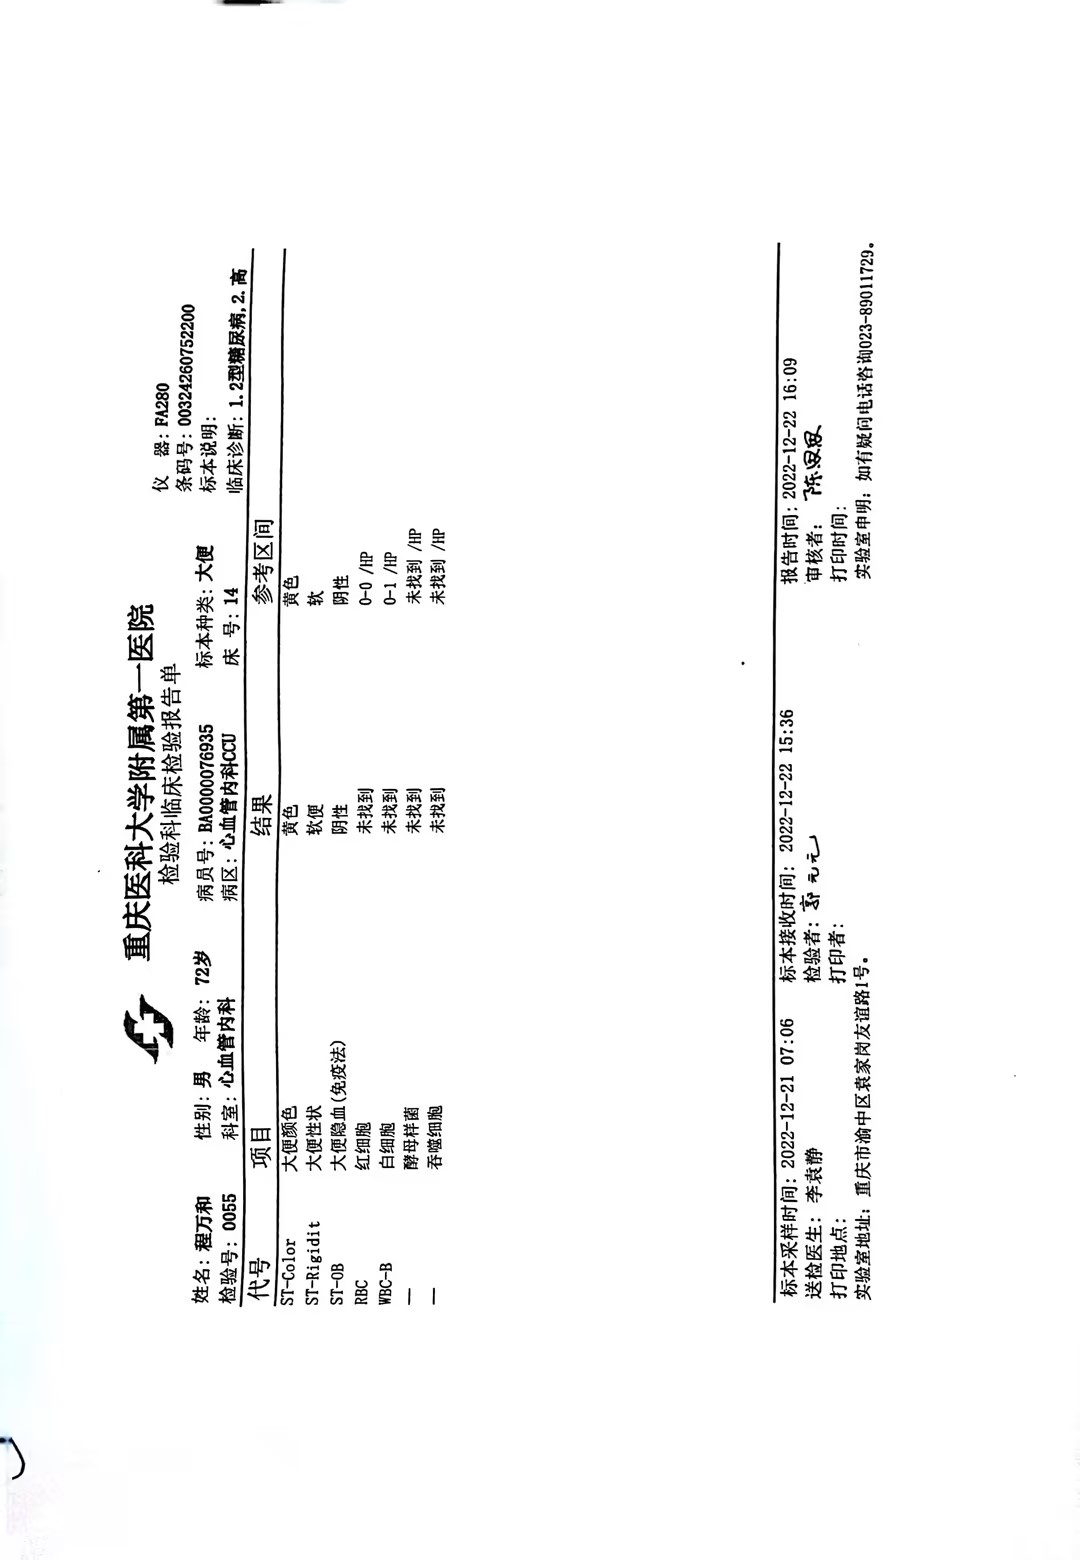 重庆医科大学附属第一医院
检验科临床检验报告单
仪 器: FA280
条码号: 00324260752200
姓名: 程万和 性别: 男 年龄: 72岁 病员号: BA0000076935 标本种类: 大便 标本说明:
检验号: 0055 科室: 心血管内科 病区: 心血管内科CCU 床 号: 14 临床诊断: 1.2型糖尿病,2.高
代号 项目 结果 参考区间
ST-Color 大便颜色 黄色 黄色
ST-Rigidit 大便性状 软便 软
ST-OB 大便隐血(免疫法) 阴性 阴性
RBC 红细胞 未找到 0-0 /HP
WBC-B 白细胞 未找到 0-1 /HP
— 酵母样菌 未找到 未找到 /HP
— 吞噬细胞 未找到 未找到 /HP
标本采样时间: 2022-12-21 07:06 标本接收时间: 2022-12-22 15:36 报告时间: 2022-12-22 16:09
送检医生: 李袁静 检验者: 郭元元 审核者: 陈思思
打印地点: 打印者: 打印时间:
实验室地址: 重庆市渝中区袁家岗友谊路1号。 实验室申明: 如有疑问电话咨询023-89011729。